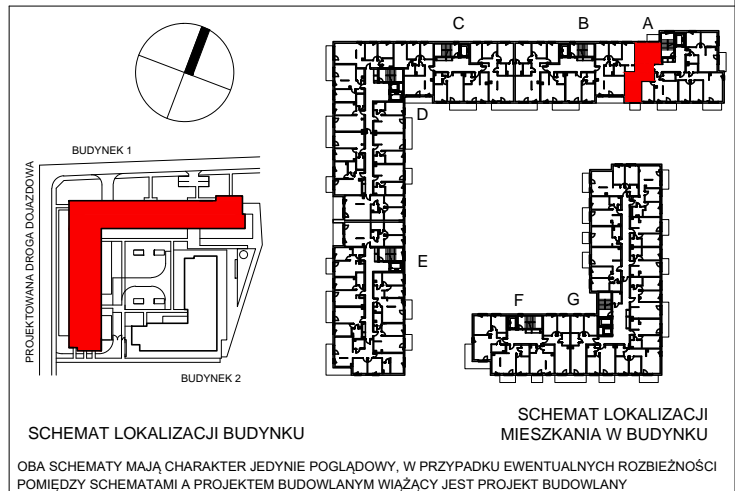 C
B
A
D
E
F
G
BUDYNEK 1
PROJEKTOWANA DROGA DOJAZDOWA
BUDYNEK 2
SCHEMAT LOKALIZACJI BUDYNKU
SCHEMAT LOKALIZACJI
MIESZKANIA W BUDYNKU
OBA SCHEMATY MAJĄ CHARAKTER JEDYNIE POGLĄDOWY, W PRZYPADKU EWENTUALNYCH ROZBIEŻNOŚCI
POMIĘDZY SCHEMATAMI A PROJEKTEM BUDOWLANYM WIĄŻĄCY JEST PROJEKT BUDOWLANY